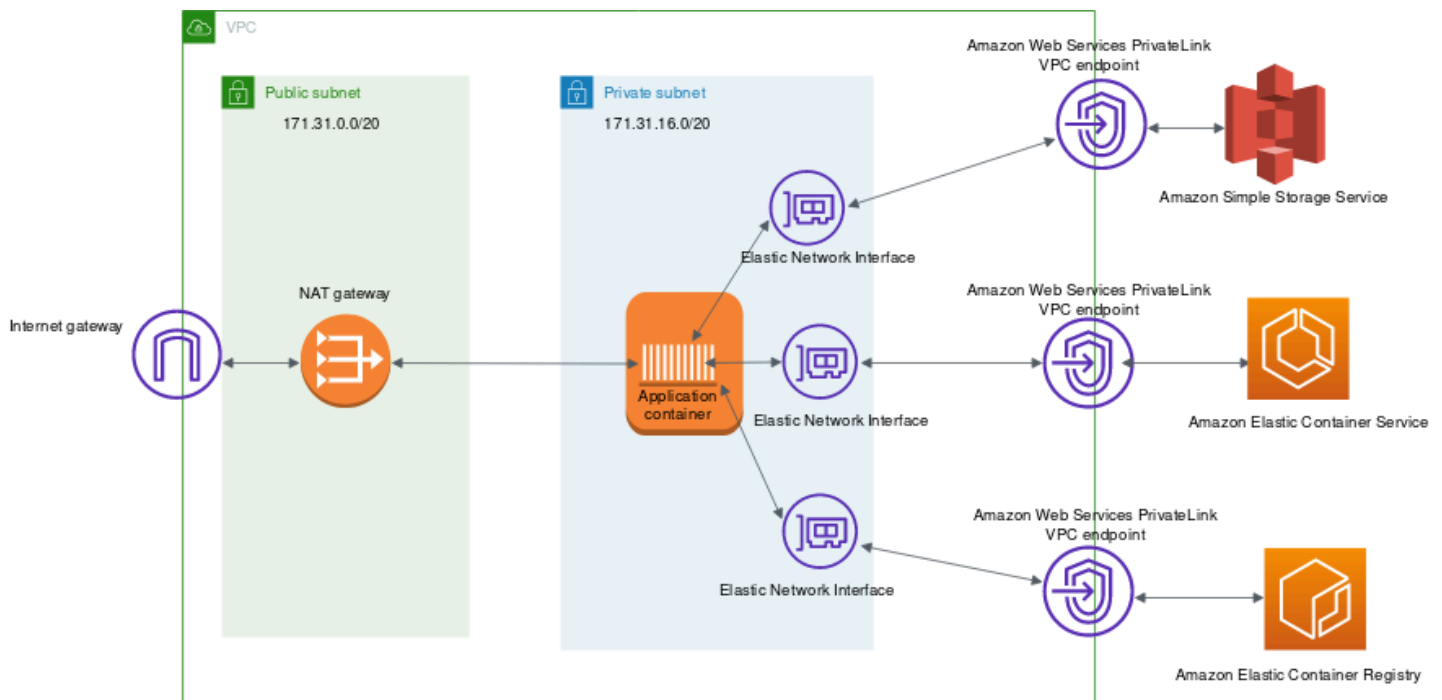 VPC
Amazon Web Services PrivateLink
VPC endpoint
Public subnet
171.31.0.0/20
Private subnet
171.31.16.0/20
Amazon Simple Storage Service
Elastic Network Interface
NAT gateway
Internet gateway
Amazon Web Services PrivateLink
VPC endpoint
Application
container
Elastic Network Interface
Amazon Elastic Container Service
Amazon Web Services PrivateLink
VPC endpoint
Elastic Network Interface
Amazon Elastic Container Registry